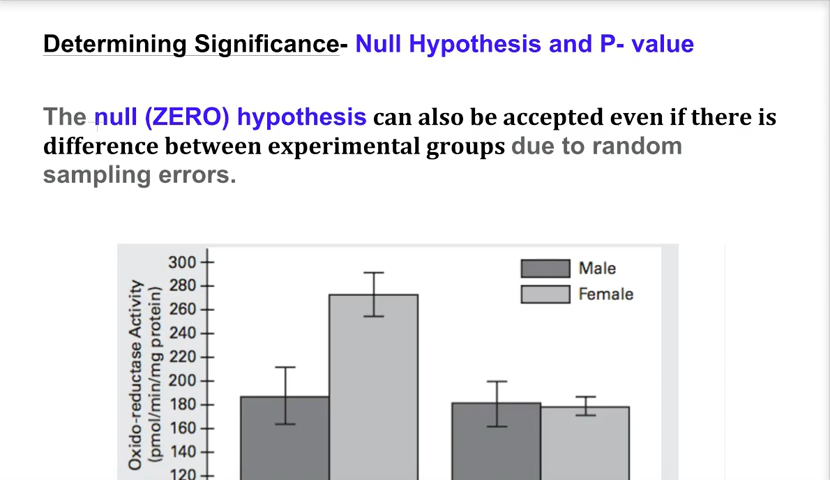 Determining Significance- Null Hypothesis and P- value
The null (ZERO) hypothesis can also be accepted even if there is
difference between experimental groups due to random
sampling errors.
Oxido-reductase Activity
(pmol/min/mg protein)
300
280
260
240
220
200
180
160
140
120
Male
Female